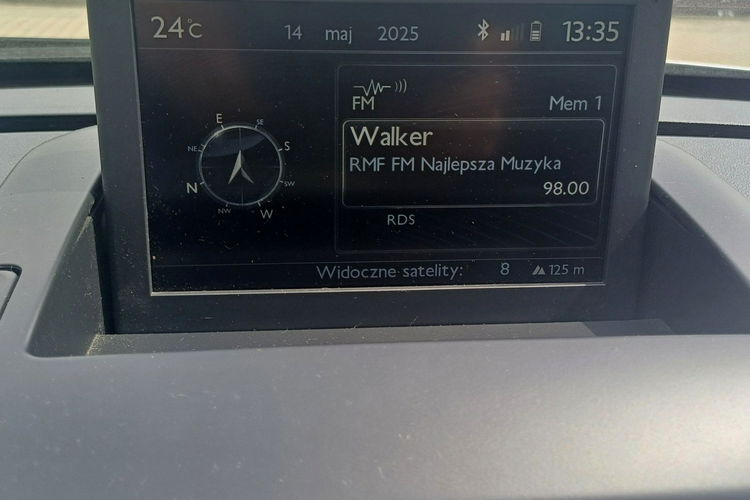 24°C 14 maj 2025 13:35
FM Mem 1
Walker
RMF FM Najlepsza Muzyka
98.00
RDS
E SE
NE S
N SW
NW W
Widoczne satelity: 8 125 m